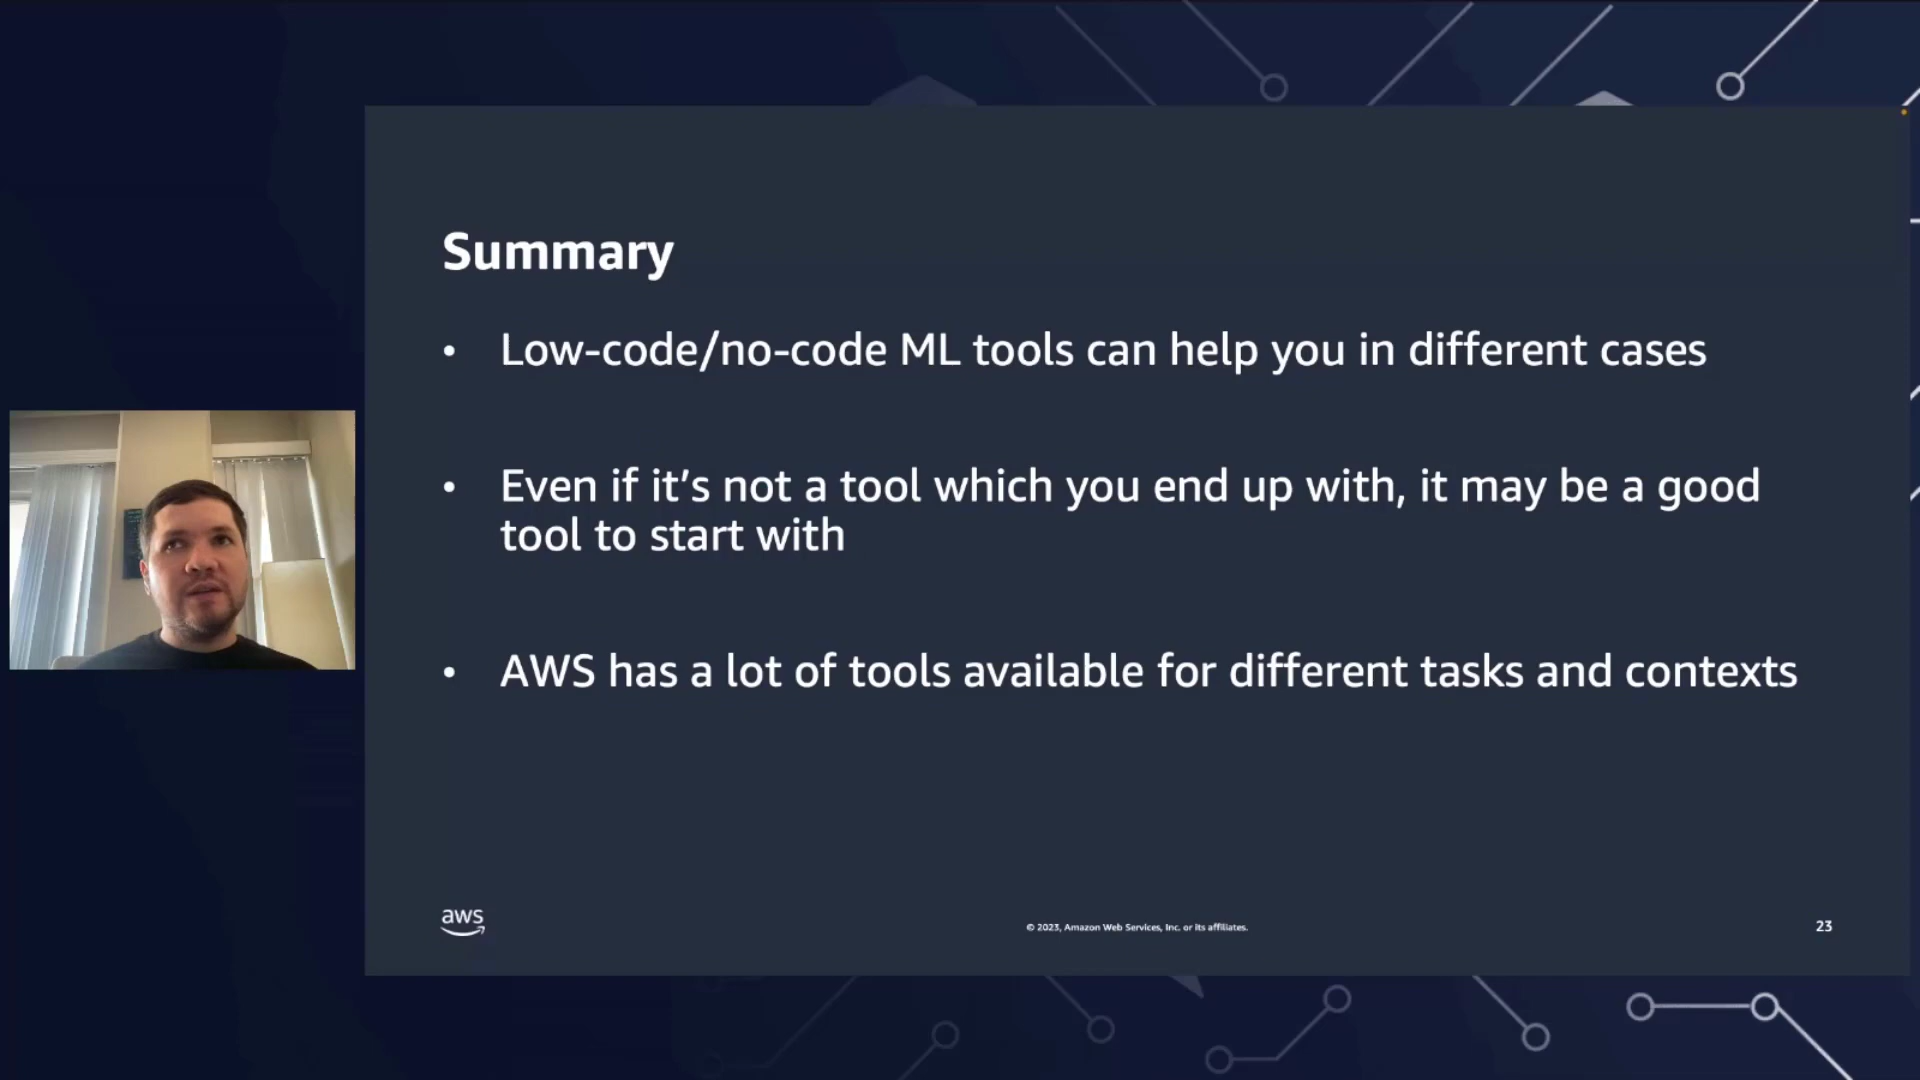 Summary
• Low-code/no-code ML tools can help you in different cases
• Even if it’s not a tool which you end up with, it may be a good
tool to start with
• AWS has a lot of tools available for different tasks and contexts
aws
© 2023, Amazon Web Services, Inc. or its affiliates.
23